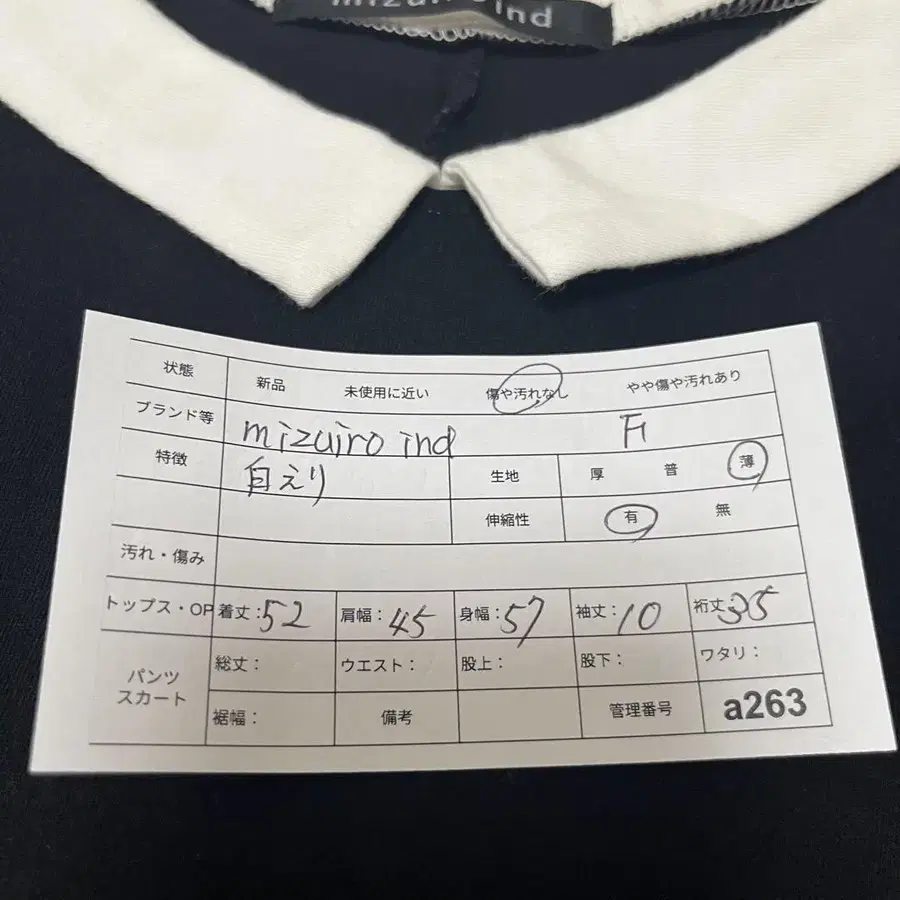 ind
状態 新品 未使用に近い 傷や汚れなし やや傷や汚れあり
ブランド等 mizuiro ind F
特徴 白えり 生地 厚 普 薄
伸縮性 有 無
汚れ・傷み
トップス・OP 着丈:52 肩幅:45 身幅:57 袖丈:10 裄丈:35
パンツ スカート 総丈: ウエスト: 股上: 股下: ワタリ:
裾幅: 備考 管理番号 a263